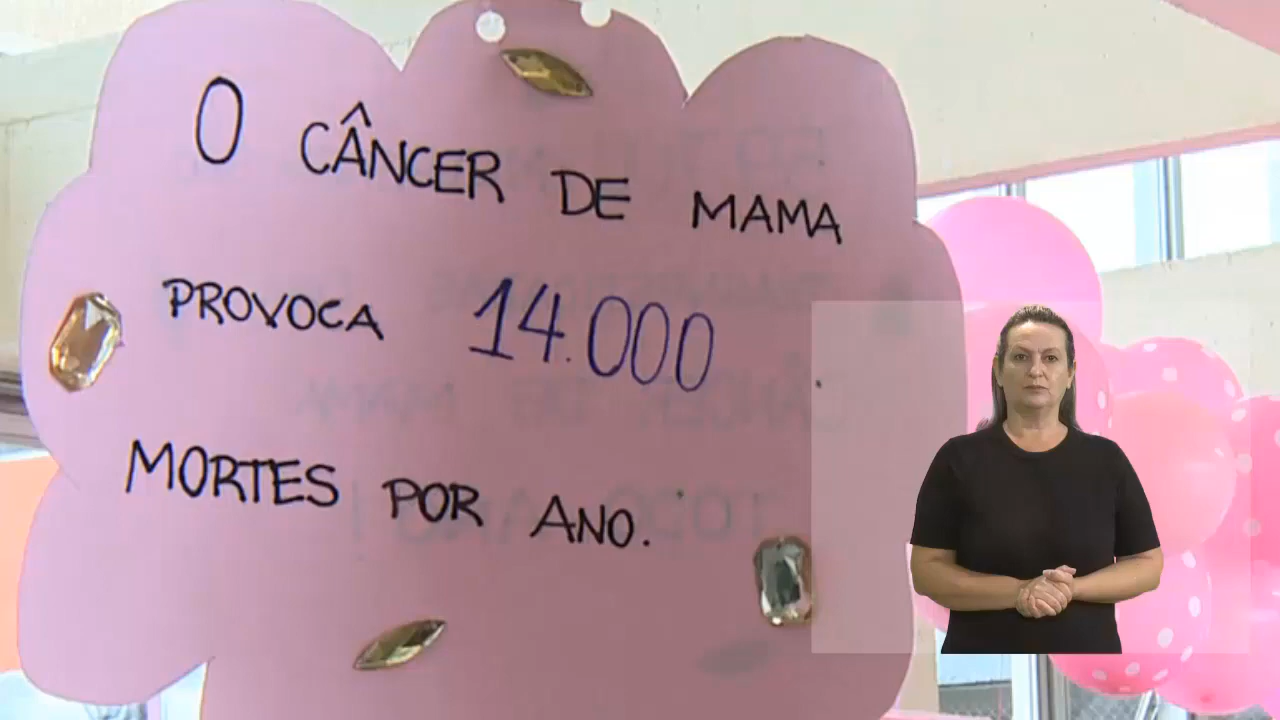 O CÂNCER DE MAMA
PROVOCA 14.000
MORTES POR ANO.